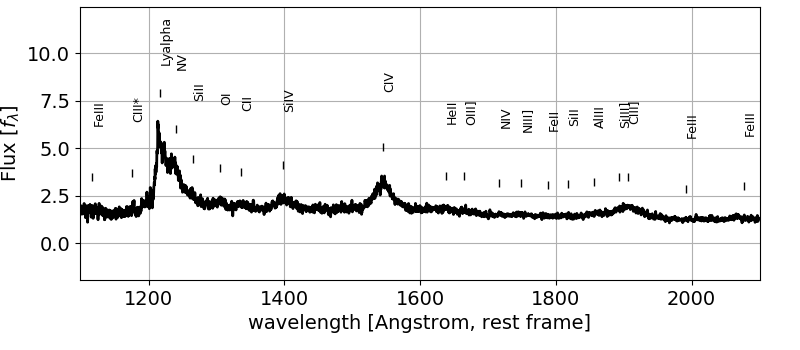 Flux [fλ]
10.0
7.5
5.0
2.5
0.0
FeIII
CIII*
Lyalpha
NV
SiII
OI
CII
SiIV
CIV
HeII
OIII]
NIV
NIII]
FeII
SiII
AlIII
SiIII]
CIII]
FeIII
FeIII
1200 1400 1600 1800 2000
wavelength [Angstrom, rest frame]